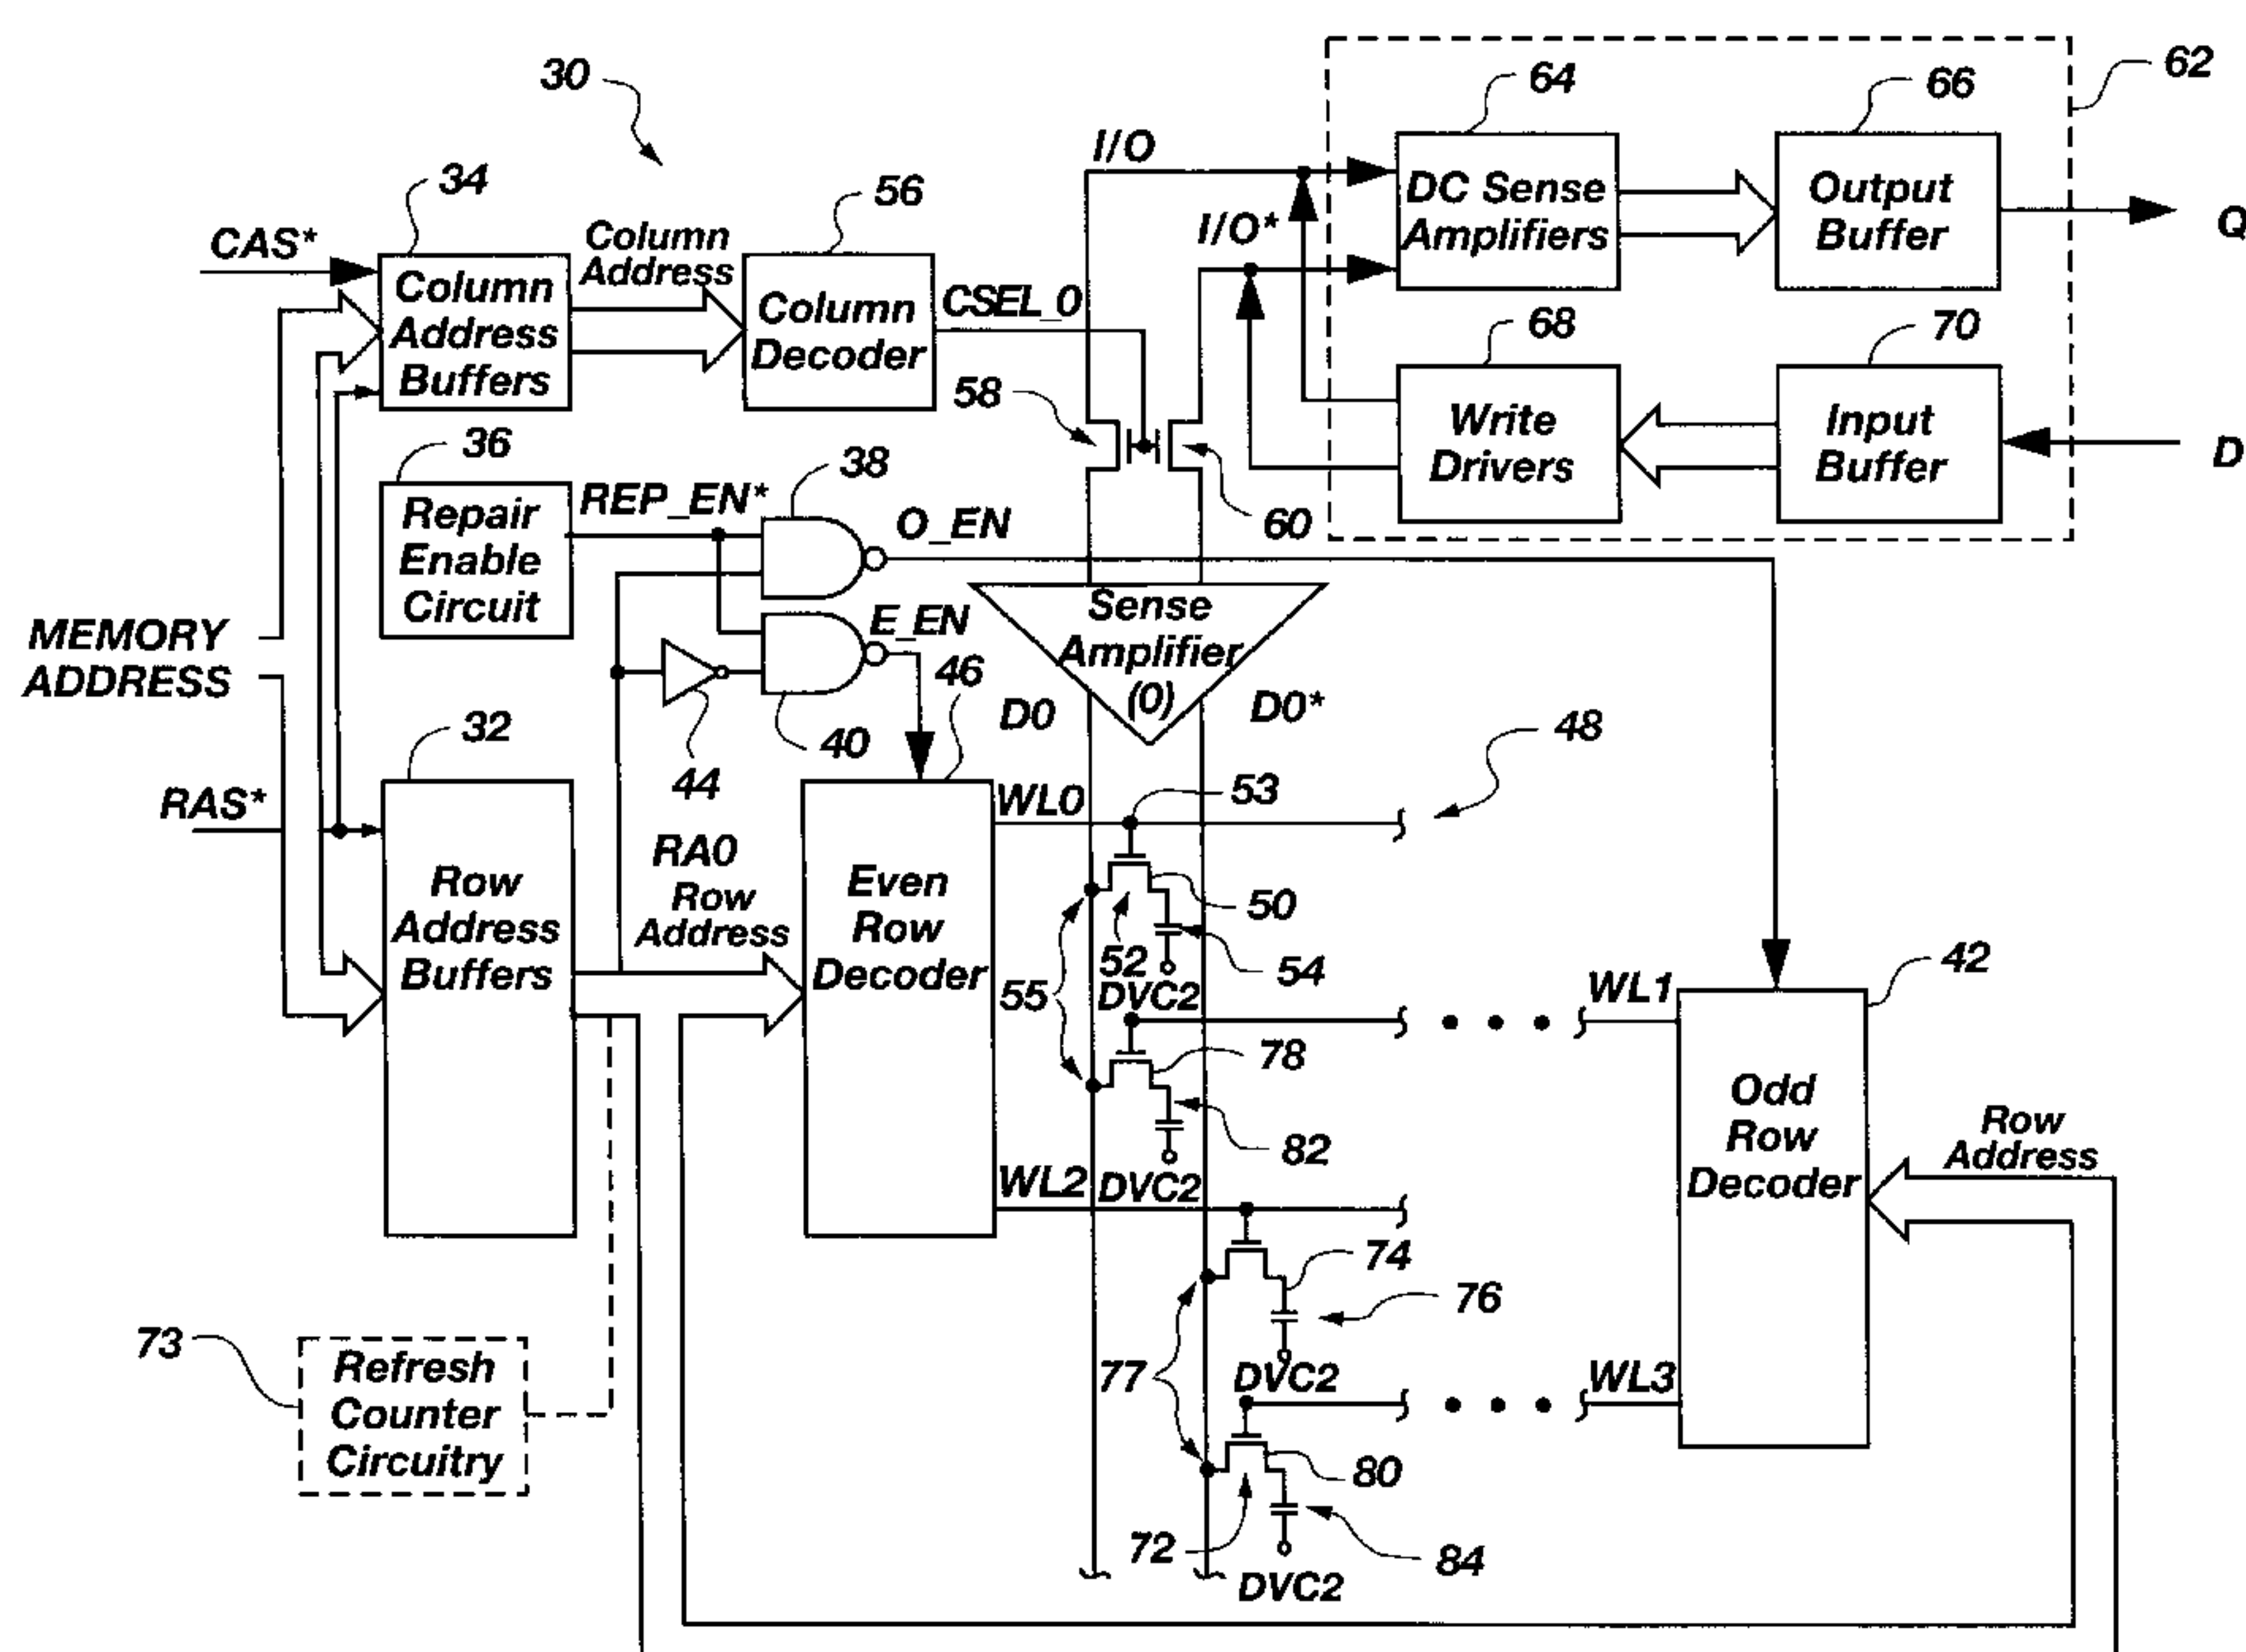 30
34
CAS*
Column
Address
56
Column
Address
Buffers
Column
Decoder
CSEL_0
I/O
I/O*
64
66
62
DC Sense
Amplifiers
Output
Buffer
Q
68
70
Write
Drivers
Input
Buffer
D
58
60
36
Repair
Enable
Circuit
REP_EN*
38
O_EN
E_EN
44
40
46
MEMORY
ADDRESS
Sense
Amplifier
(0)
D0
D0*
48
32
RAS*
Row
Address
Buffers
RA0
Row
Address
Even
Row
Decoder
WL0
53
50
52
54
55
DVC2
WL1
42
78
82
WL2
DVC2
Odd
Row
Decoder
Row
Address
74
76
77
DVC2
WL3
73
Refresh
Counter
Circuitry
80
72
84
DVC2